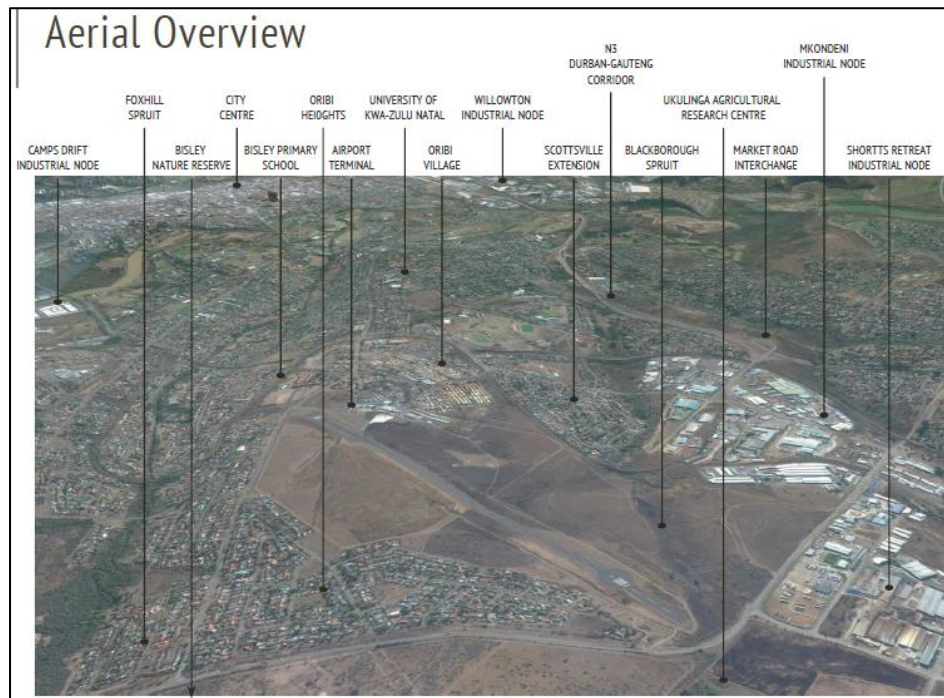 Aerial Overview
N3
DURBAN-GAUTENG
CORRIDOR
MKONDENI
INDUSTRIAL NODE
FOXHILL
SPRUIT
CITY
CENTRE
ORIBI
HEI0GHTS
UNIVERSITY OF
KWA-ZULU NATAL
WILLOWTON
INDUSTRIAL NODE
UKULINGA AGRICULTURAL
RESEARCH CENTRE
CAMPS DRIFT
INDUSTRIAL NODE
BISLEY
NATURE RESERVE
BISLEY PRIMARY
SCHOOL
AIRPORT
TERMINAL
ORIBI
VILLAGE
SCOTTSVILLE
EXTENSION
BLACKBOROUGH
SPRUIT
MARKET ROAD
INTERCHANGE
SHORTTS RETREAT
INDUSTRIAL NODE